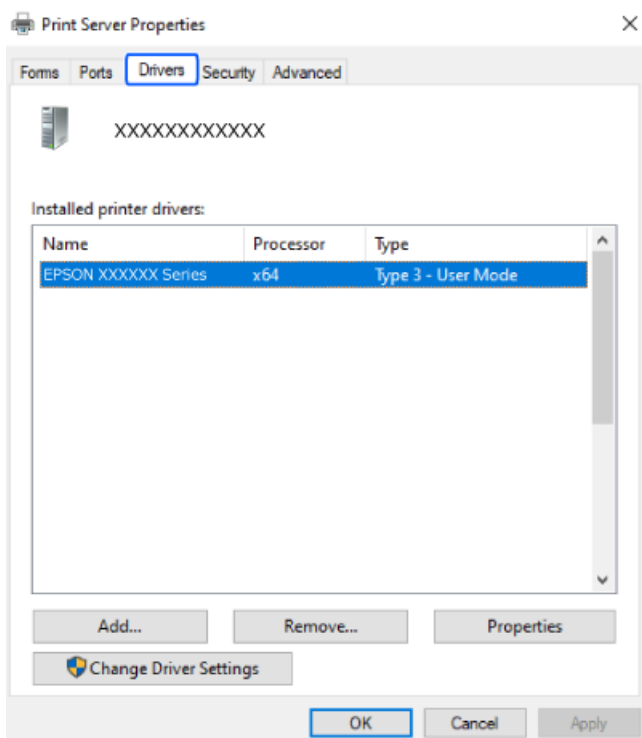 Print Server Properties
Forms Ports Drivers Security Advanced
XXXXXXXXXXXX
Installed printer drivers:
Name Processor Type
EPSON XXXXXX Series x64 Type 3 - User Mode
Add... Remove... Properties
Change Driver Settings
OK Cancel Apply